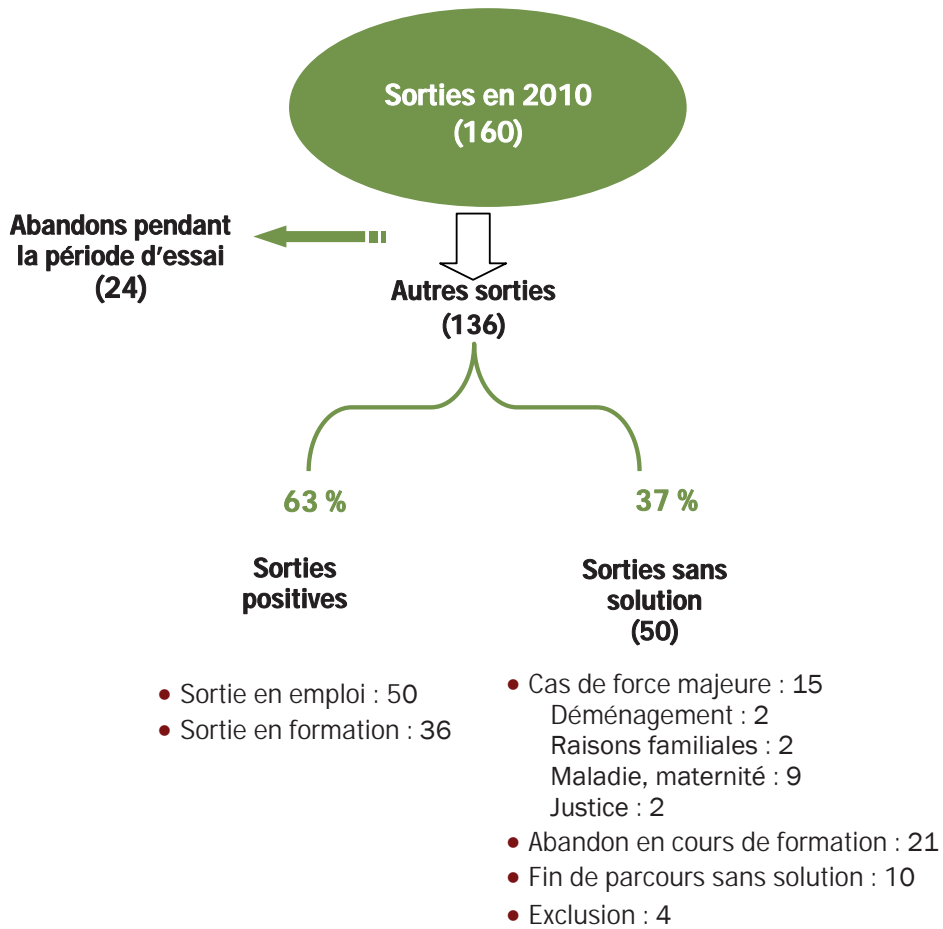 Sorties en 2010
(160)
Abandons pendant
la période d'essai
(24)
Autres sorties
(136)
63 %
37 %
Sorties
positives
Sorties sans
solution
(50)
• Sortie en emploi : 50
• Sortie en formation : 36
• Cas de force majeure : 15
Déménagement : 2
Raisons familiales : 2
Maladie, maternité : 9
Justice : 2
• Abandon en cours de formation : 21
• Fin de parcours sans solution : 10
• Exclusion : 4